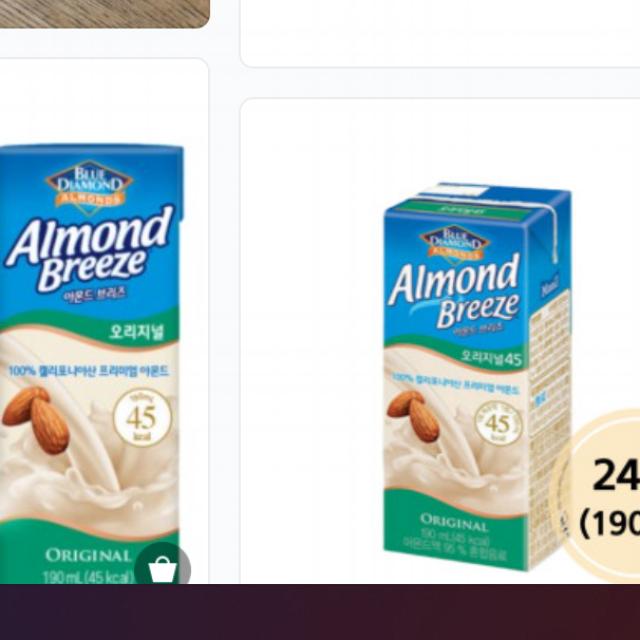 BLUE
DIAMOND
ALMONDS
Almond
Breeze
아몬드 브리즈
오리지널
100% 캘리포니아산 프리미엄 아몬드
45
kcal
ORIGINAL
190 mL (45 kcal)
BLUE
DIAMOND
ALMONDS
Almond
Breeze
아몬드 브리즈
오리지널45
100% 캘리포니아산 프리미엄 아몬드
45
kcal
ORIGINAL
190 mL(45 kcal)
아몬드액 95 % 혼합음료
24
(190